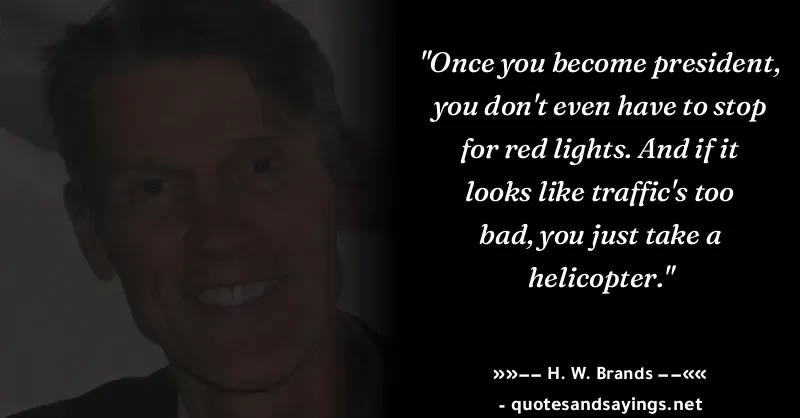 "Once you become president,
you don't even have to stop
for red lights. And if it
looks like traffic's too
bad, you just take a
helicopter."
»»−− H. W. Brands −−««
- quotesandsayings.net